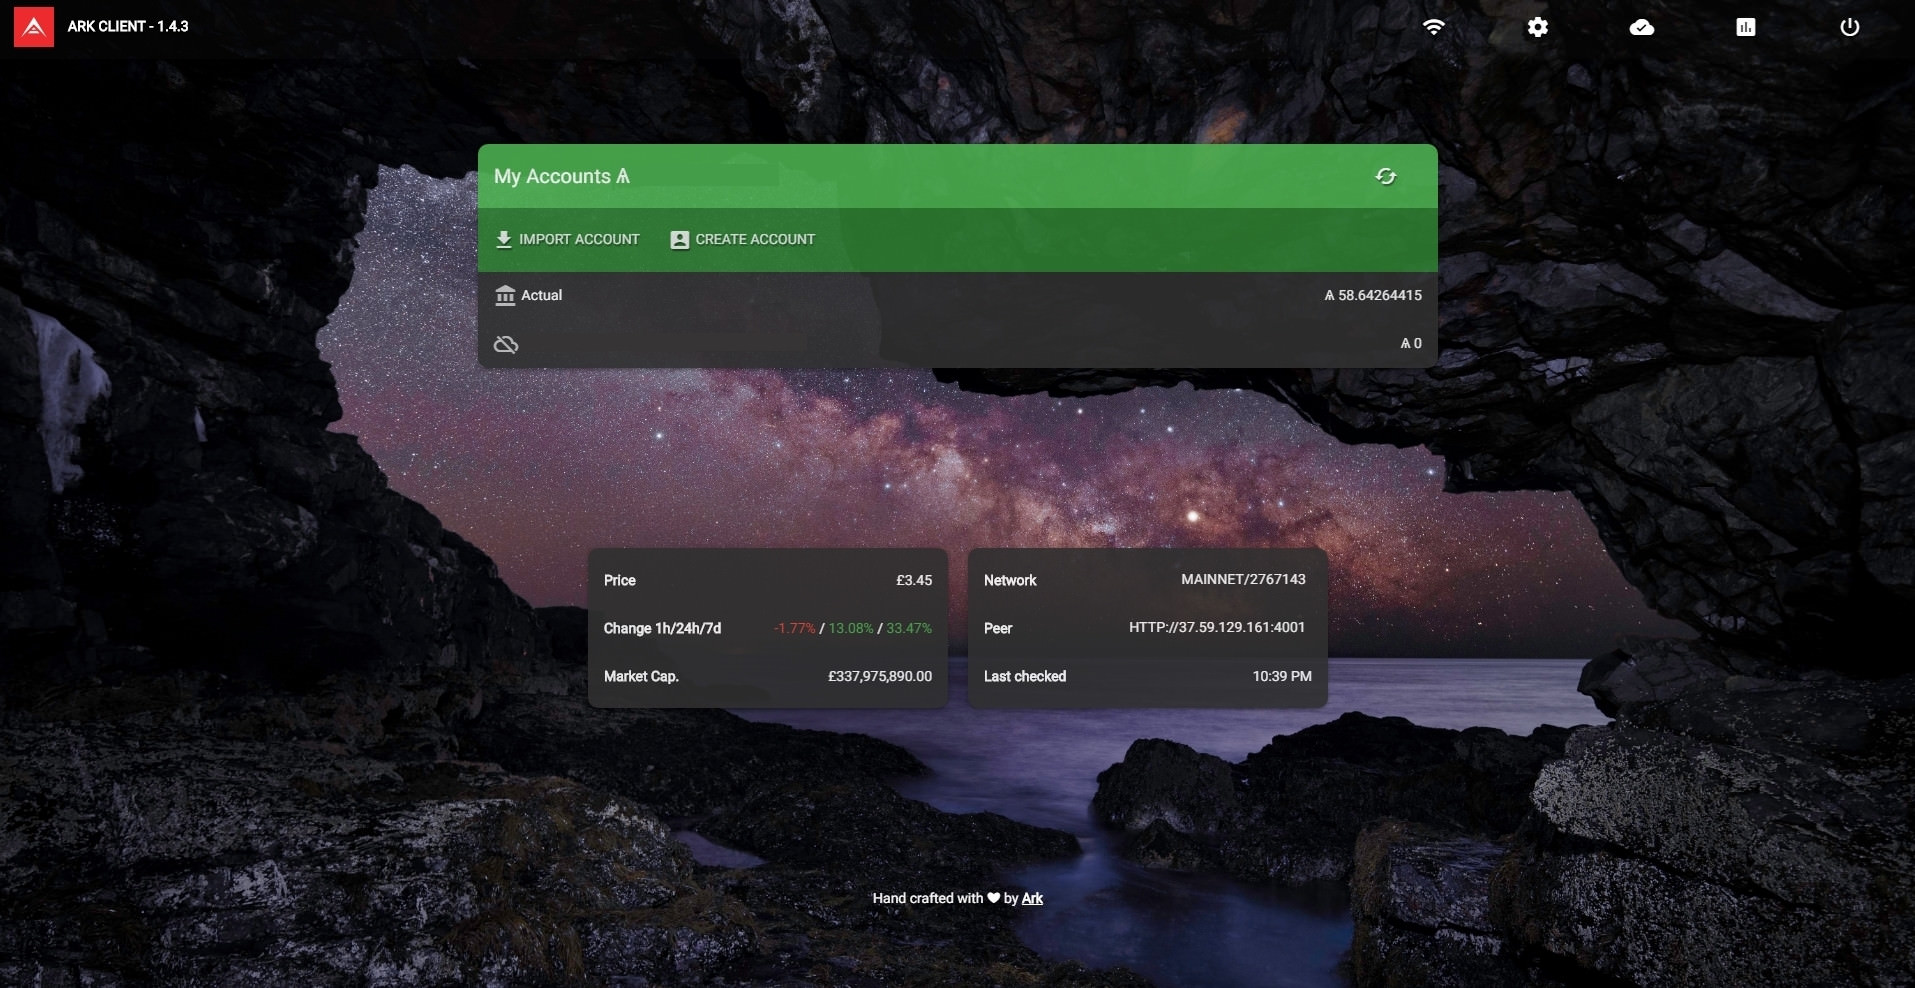 ARK CLIENT - 1.4.3
My Accounts Ѧ
IMPORT ACCOUNT CREATE ACCOUNT
Actual Ѧ 58.64264415
Ѧ 0
Price £3.45
Change 1h/24h/7d -1.77% / 13.08% / 33.47%
Market Cap. £337,975,890.00
Network MAINNET/2767143
Peer HTTP://37.59.129.161:4001
Last checked 10:39 PM
Hand crafted with ♥ by Ark